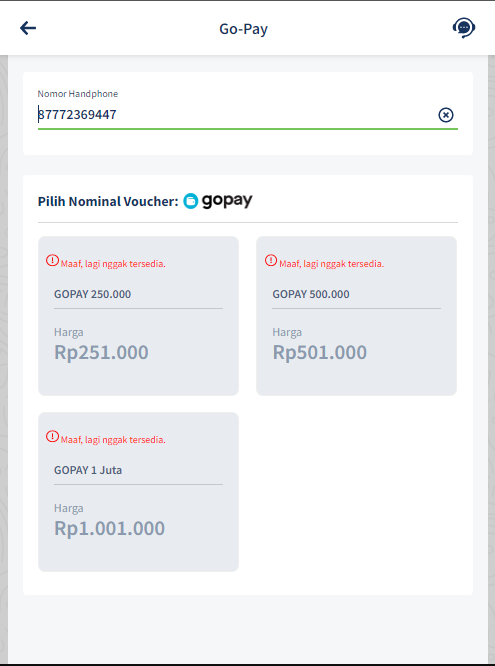 Go-Pay
Nomor Handphone
87772369447
Pilih Nominal Voucher: gopay
Maaf, lagi nggak tersedia.
GOPAY 250.000
Harga
Rp251.000
Maaf, lagi nggak tersedia.
GOPAY 500.000
Harga
Rp501.000
Maaf, lagi nggak tersedia.
GOPAY 1 Juta
Harga
Rp1.001.000